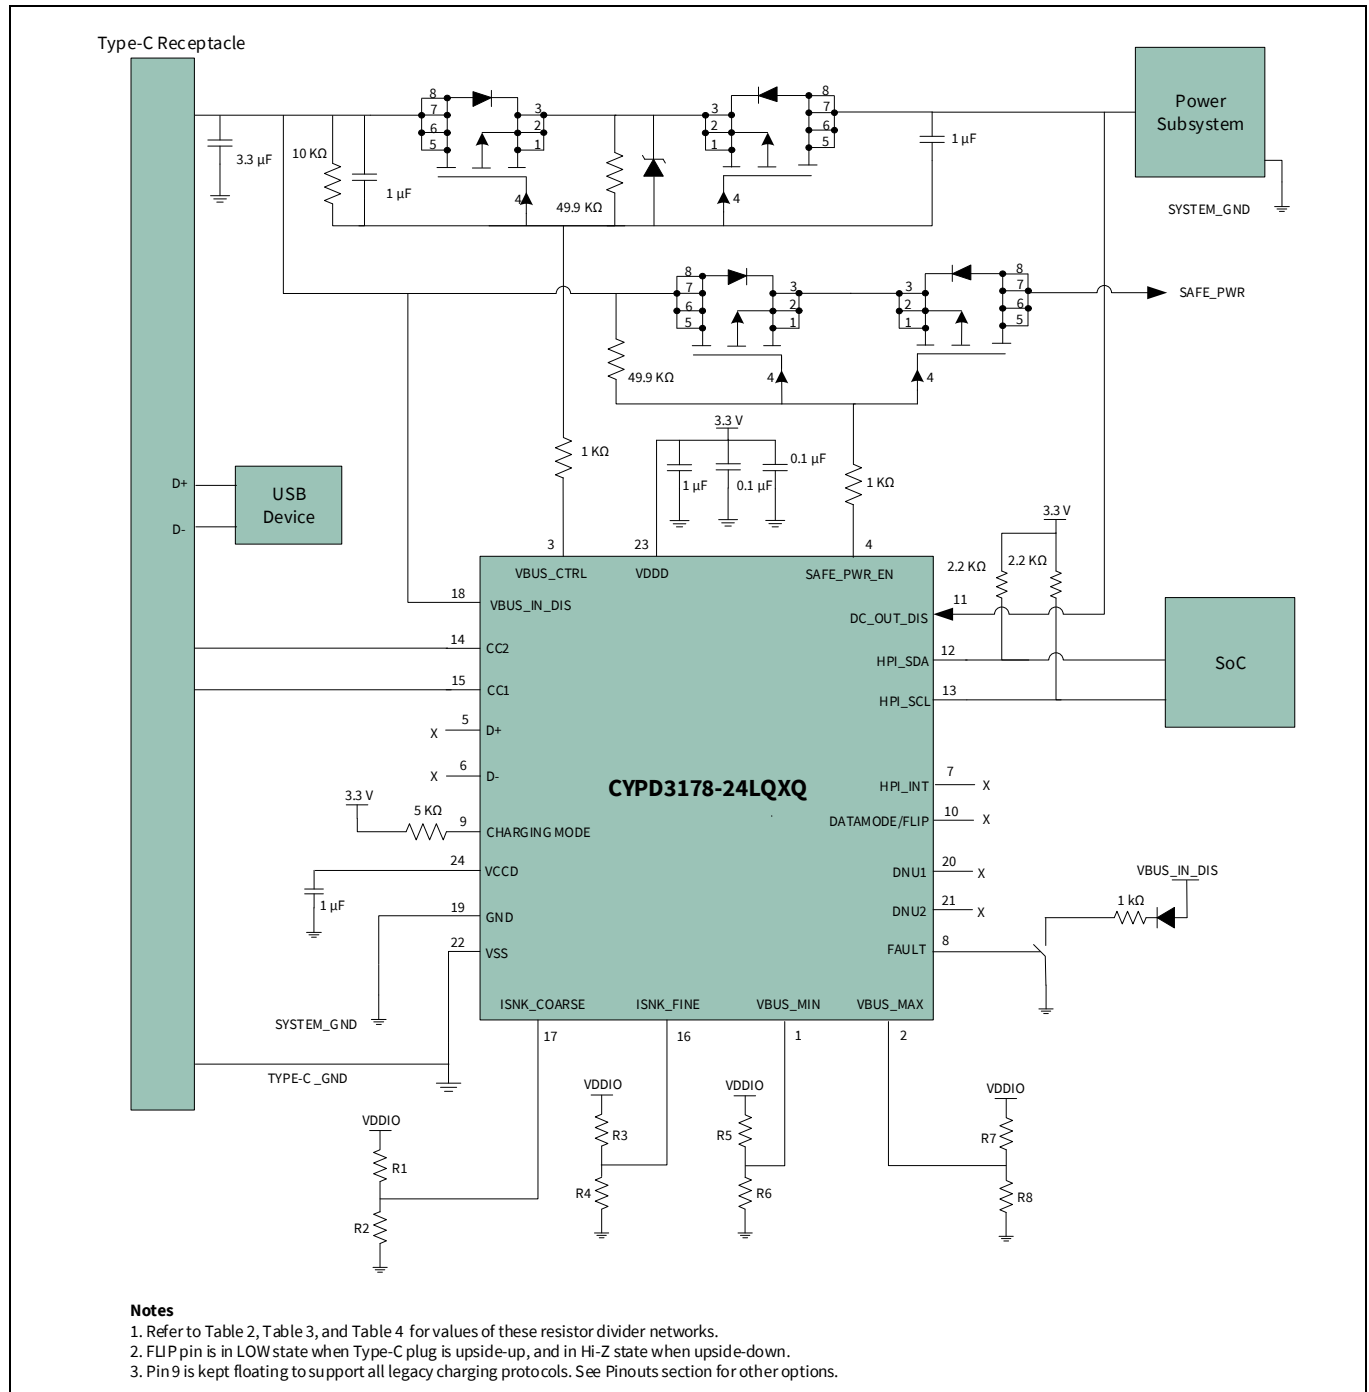 Type-C Receptacle
8
7
6
5
3
2
1
4
3
2
1
8
7
6
5
4
Power
Subsystem
SYSTEM_GND
3.3 µF
10 KΩ
1 µF
49.9 KΩ
1 µF
8
7
6
5
3
2
1
4
3
2
1
8
7
6
5
4
SAFE_PWR
49.9 KΩ
1 KΩ
3.3 V
1 µF
0.1 µF
0.1 µF
1 KΩ
D+
D-
USB
Device
3.3 V
2.2 KΩ
2.2 KΩ
3
23
4
VBUS_CTRL
VDDD
SAFE_PWR_EN
18
VBUS_IN_DIS
11
DC_OUT_DIS
14
CC2
12
HPI_SDA
SoC
15
CC1
13
HPI_SCL
5
X
D+
6
X
D-
CYPD3178-24LQXQ
7
HPI_INT
X
3.3 V
5 KΩ
9
CHARGING MODE
10
DATAMODE/FLIP
X
24
VCCD
1 µF
20
DNU1
X
21
DNU2
X
VBUS_IN_DIS
1 kΩ
19
GND
22
VSS
8
FAULT
ISNK_COARSE
ISNK_FINE
VBUS_MIN
VBUS_MAX
SYSTEM_GND
17
16
1
2
TYPE-C_GND
VDDIO
R1
R2
VDDIO
R3
R4
VDDIO
R5
R6
VDDIO
R7
R8
Notes
1. Refer to Table 2, Table 3, and Table 4 for values of these resistor divider networks.
2. FLIP pin is in LOW state when Type-C plug is upside-up, and in Hi-Z state when upside-down.
3. Pin 9 is kept floating to support all legacy charging protocols. See Pinouts section for other options.